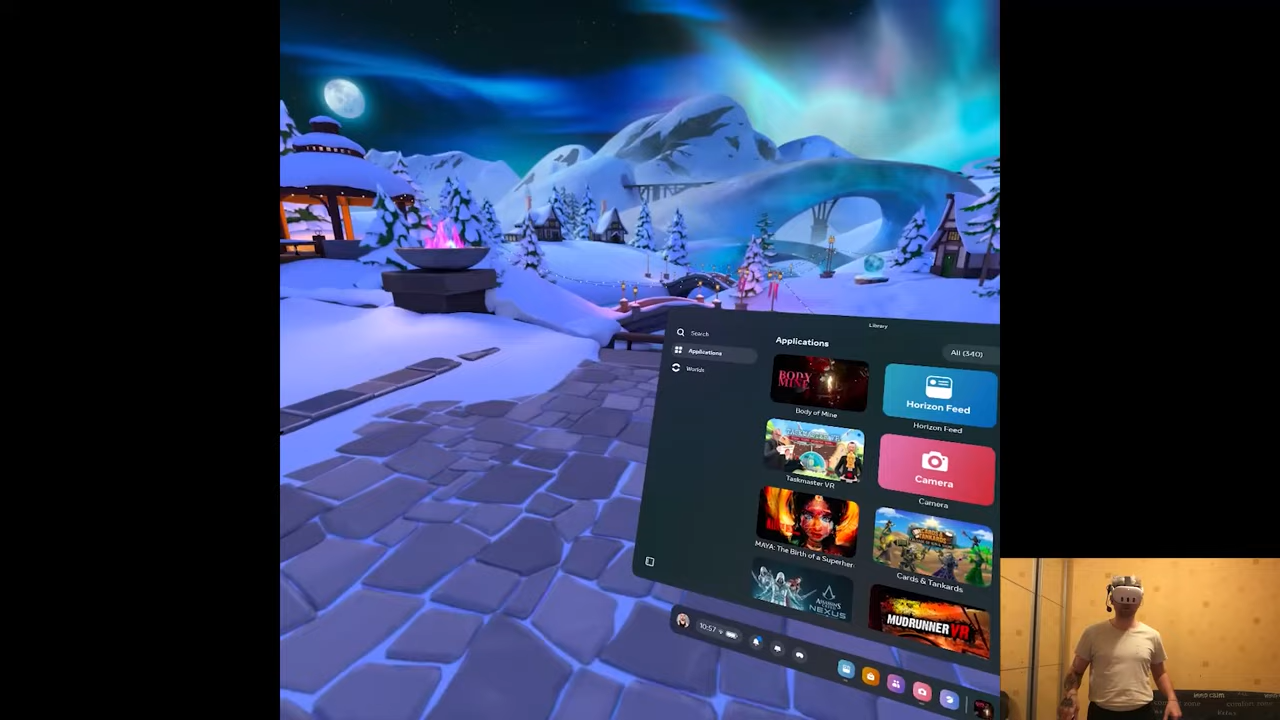 Library
Search
Applications
Worlds
Applications
All (340)
BODY
MINE
Body of Mine
Horizon Feed
Horizon Feed
Taskmaster VR
Camera
Camera
MAYA: The Birth of a Superher
Cards & Tankards
NEXUS
MUDRUNNER VR
10:57